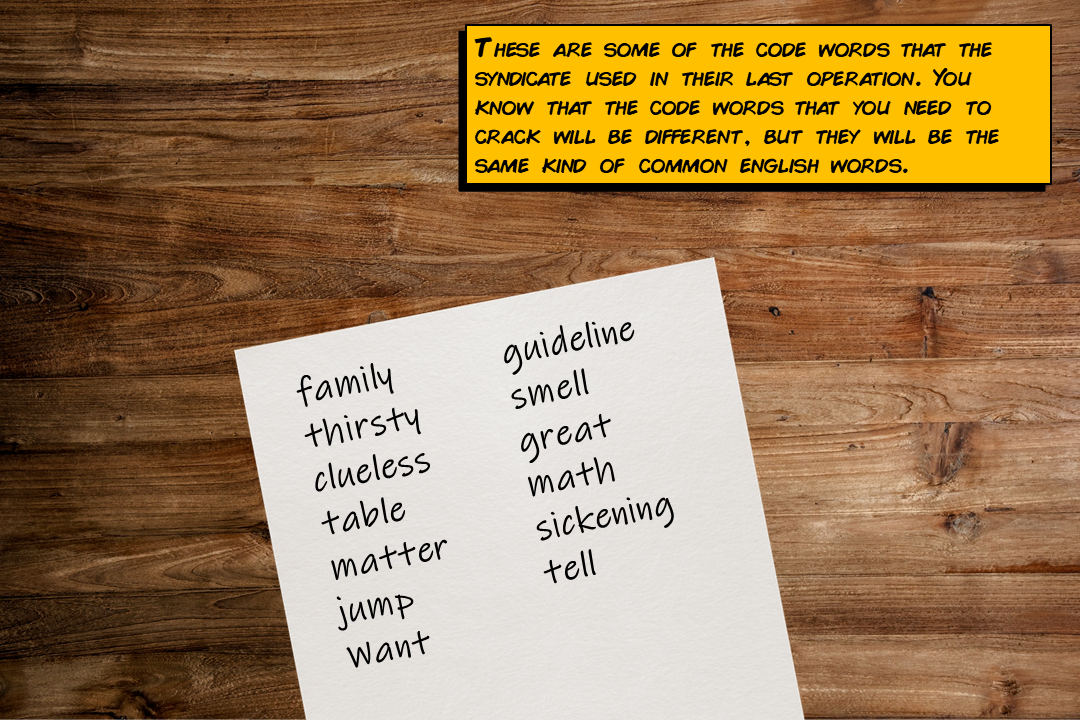 These are some of the code words that the
syndicate used in their last operation. You
know that the code words that you need to
crack will be different, but they will be the
same kind of common english words.
family
thirsty
clueless
table
matter
jump
want
guideline
smell
great
math
sickening
tell